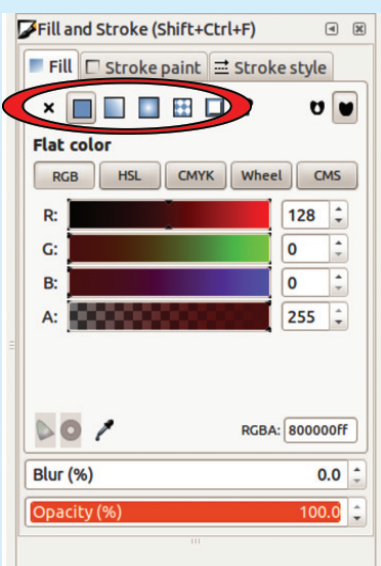 Fill and Stroke (Shift+Ctrl+F)
Fill Stroke paint Stroke style
Flat color
RGB HSL CMYK Wheel CMS
R: 128
G: 0
B: 0
A: 255
RGBA: 800000ff
Blur (%) 0.0
Opacity (%) 100.0